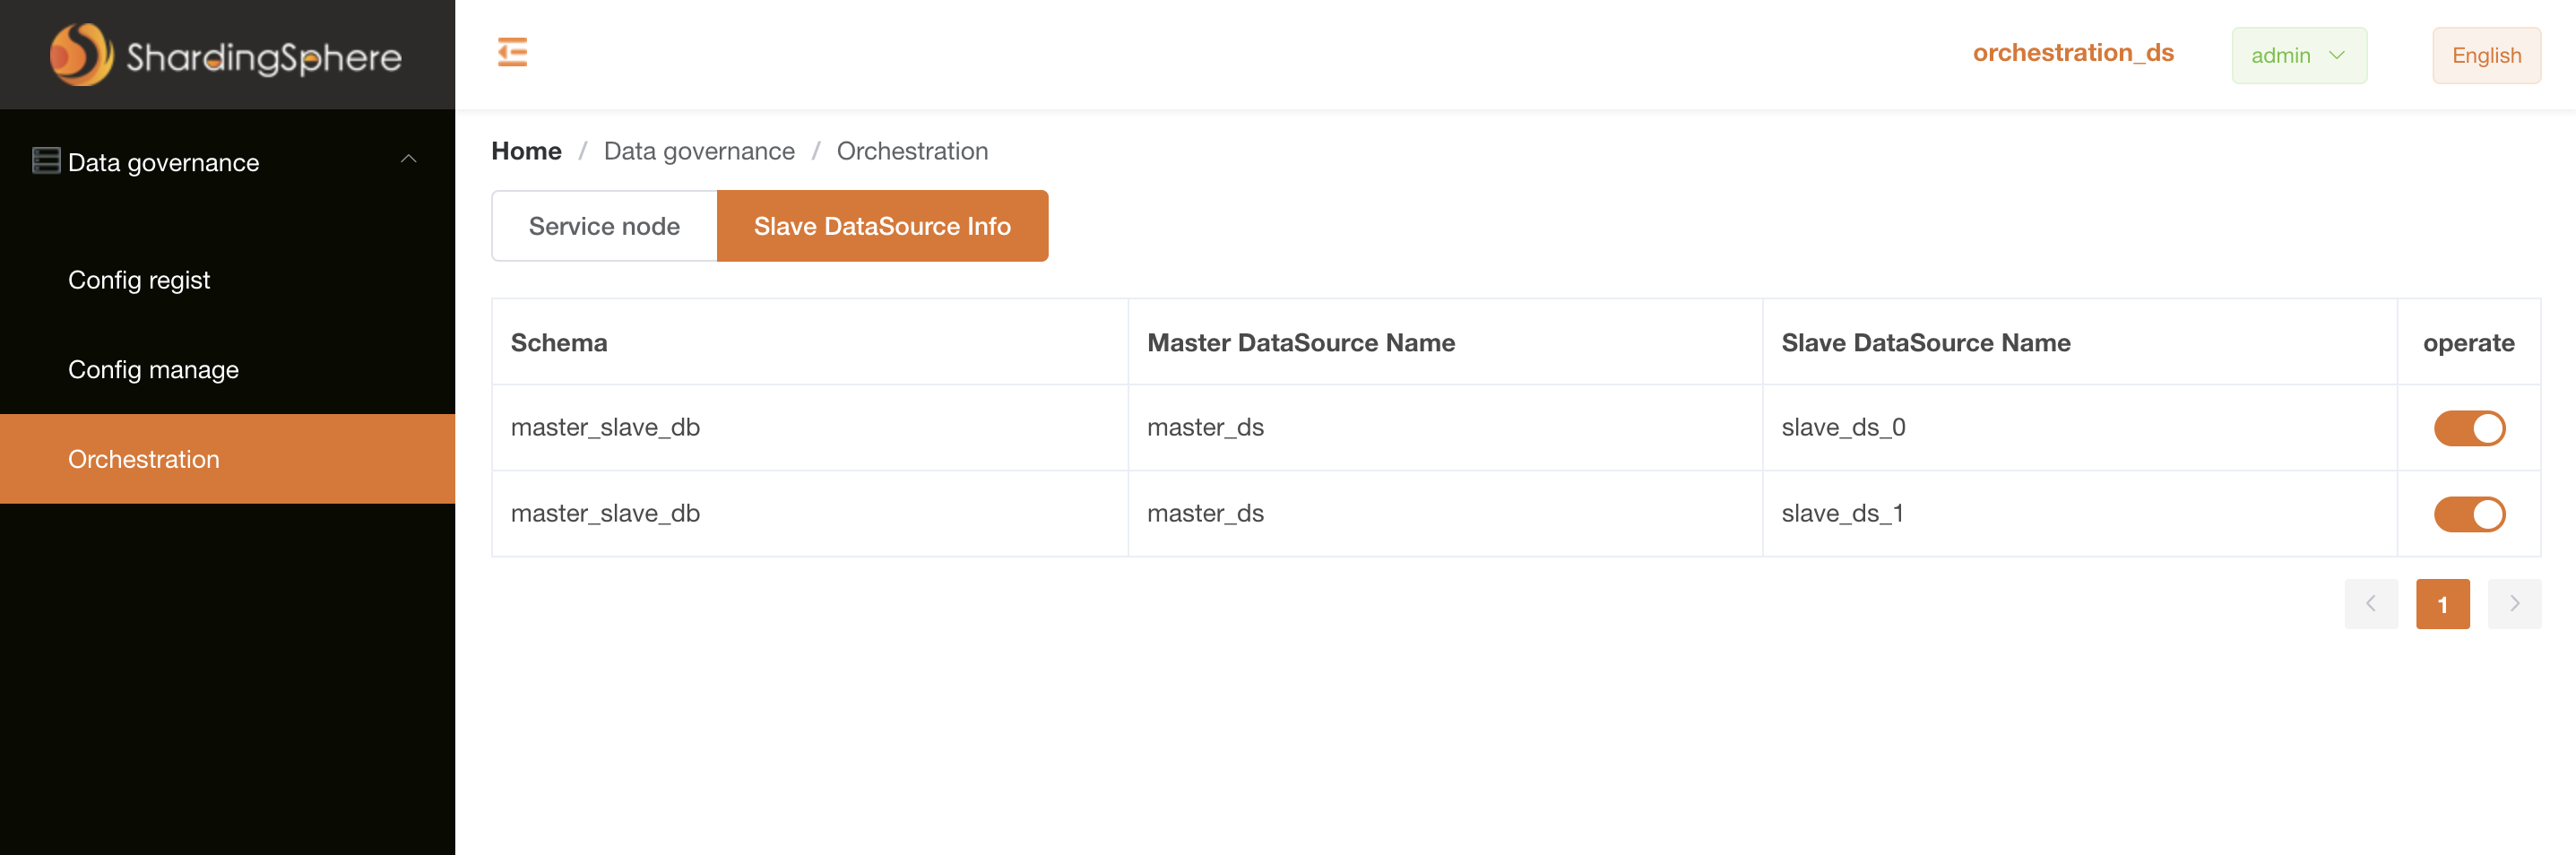 ShardingSphere
orchestration_ds
admin
English
Data governance
Config regist
Config manage
Orchestration
Home / Data governance / Orchestration
Service node
Slave DataSource Info
Schema Master DataSource Name Slave DataSource Name operate
master_slave_db master_ds slave_ds_0
master_slave_db master_ds slave_ds_1
1